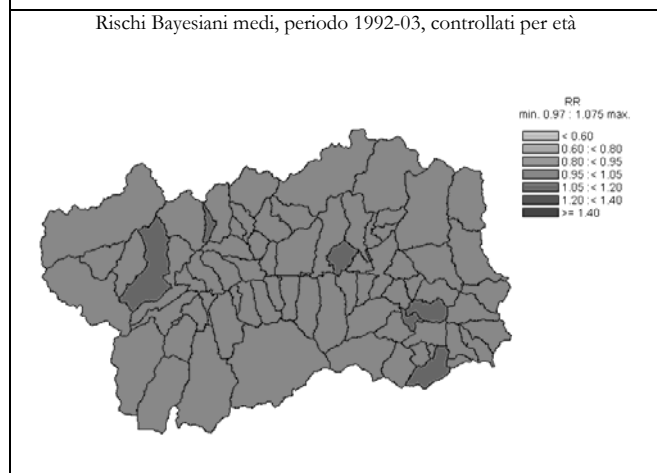 Rischi Bayesiani medi, periodo 1992-03, controllati per età
RR
min. 0.97 : 1.075 max.
< 0.60
0.60 :< 0.80
0.80 :< 0.95
0.95 :< 1.05
1.05 :< 1.20
1.20 :< 1.40
>= 1.40